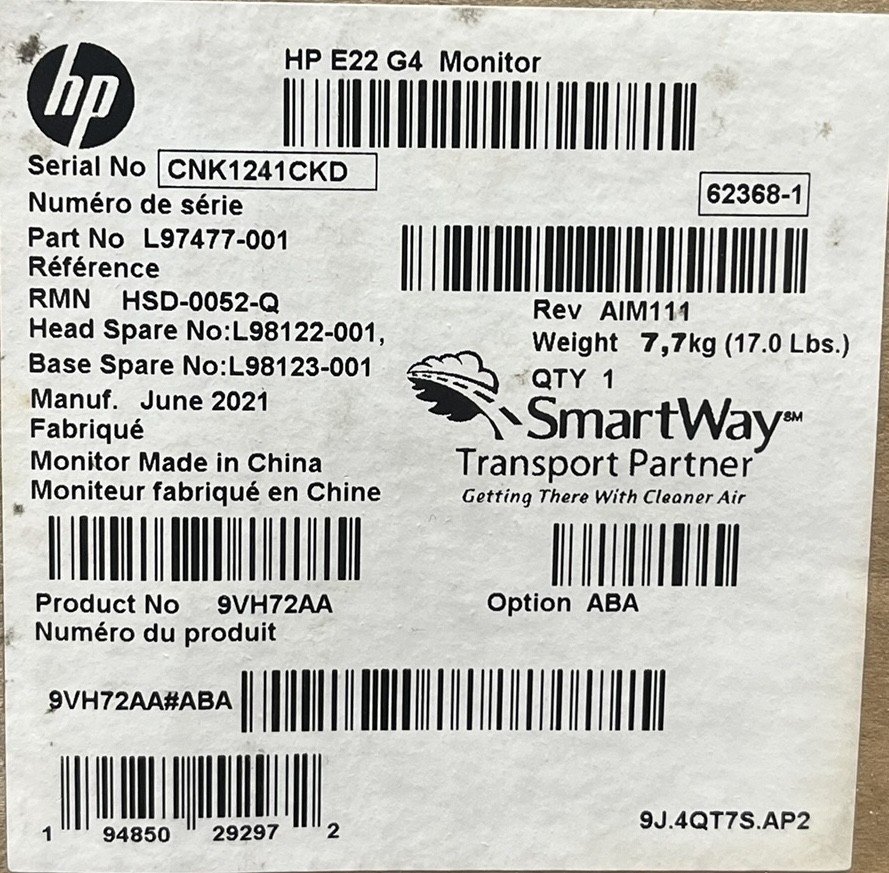 hp
HP E22 G4 Monitor
Serial No CNK1241CKD
Numéro de série
62368-1
Part No L97477-001
Référence
RMN HSD-0052-Q
Rev AIM111
Head Spare No:L98122-001,
Weight 7,7kg (17.0 Lbs.)
Base Spare No:L98123-001
QTY 1
Manuf. June 2021
Fabriqué
SmartWay℠
Transport Partner
Getting There With Cleaner Air
Monitor Made in China
Moniteur fabriqué en Chine
Product No 9VH72AA
Option ABA
Numéro du produit
9VH72AA#ABA
1 94850 29297 2
9J.4QT7S.AP2